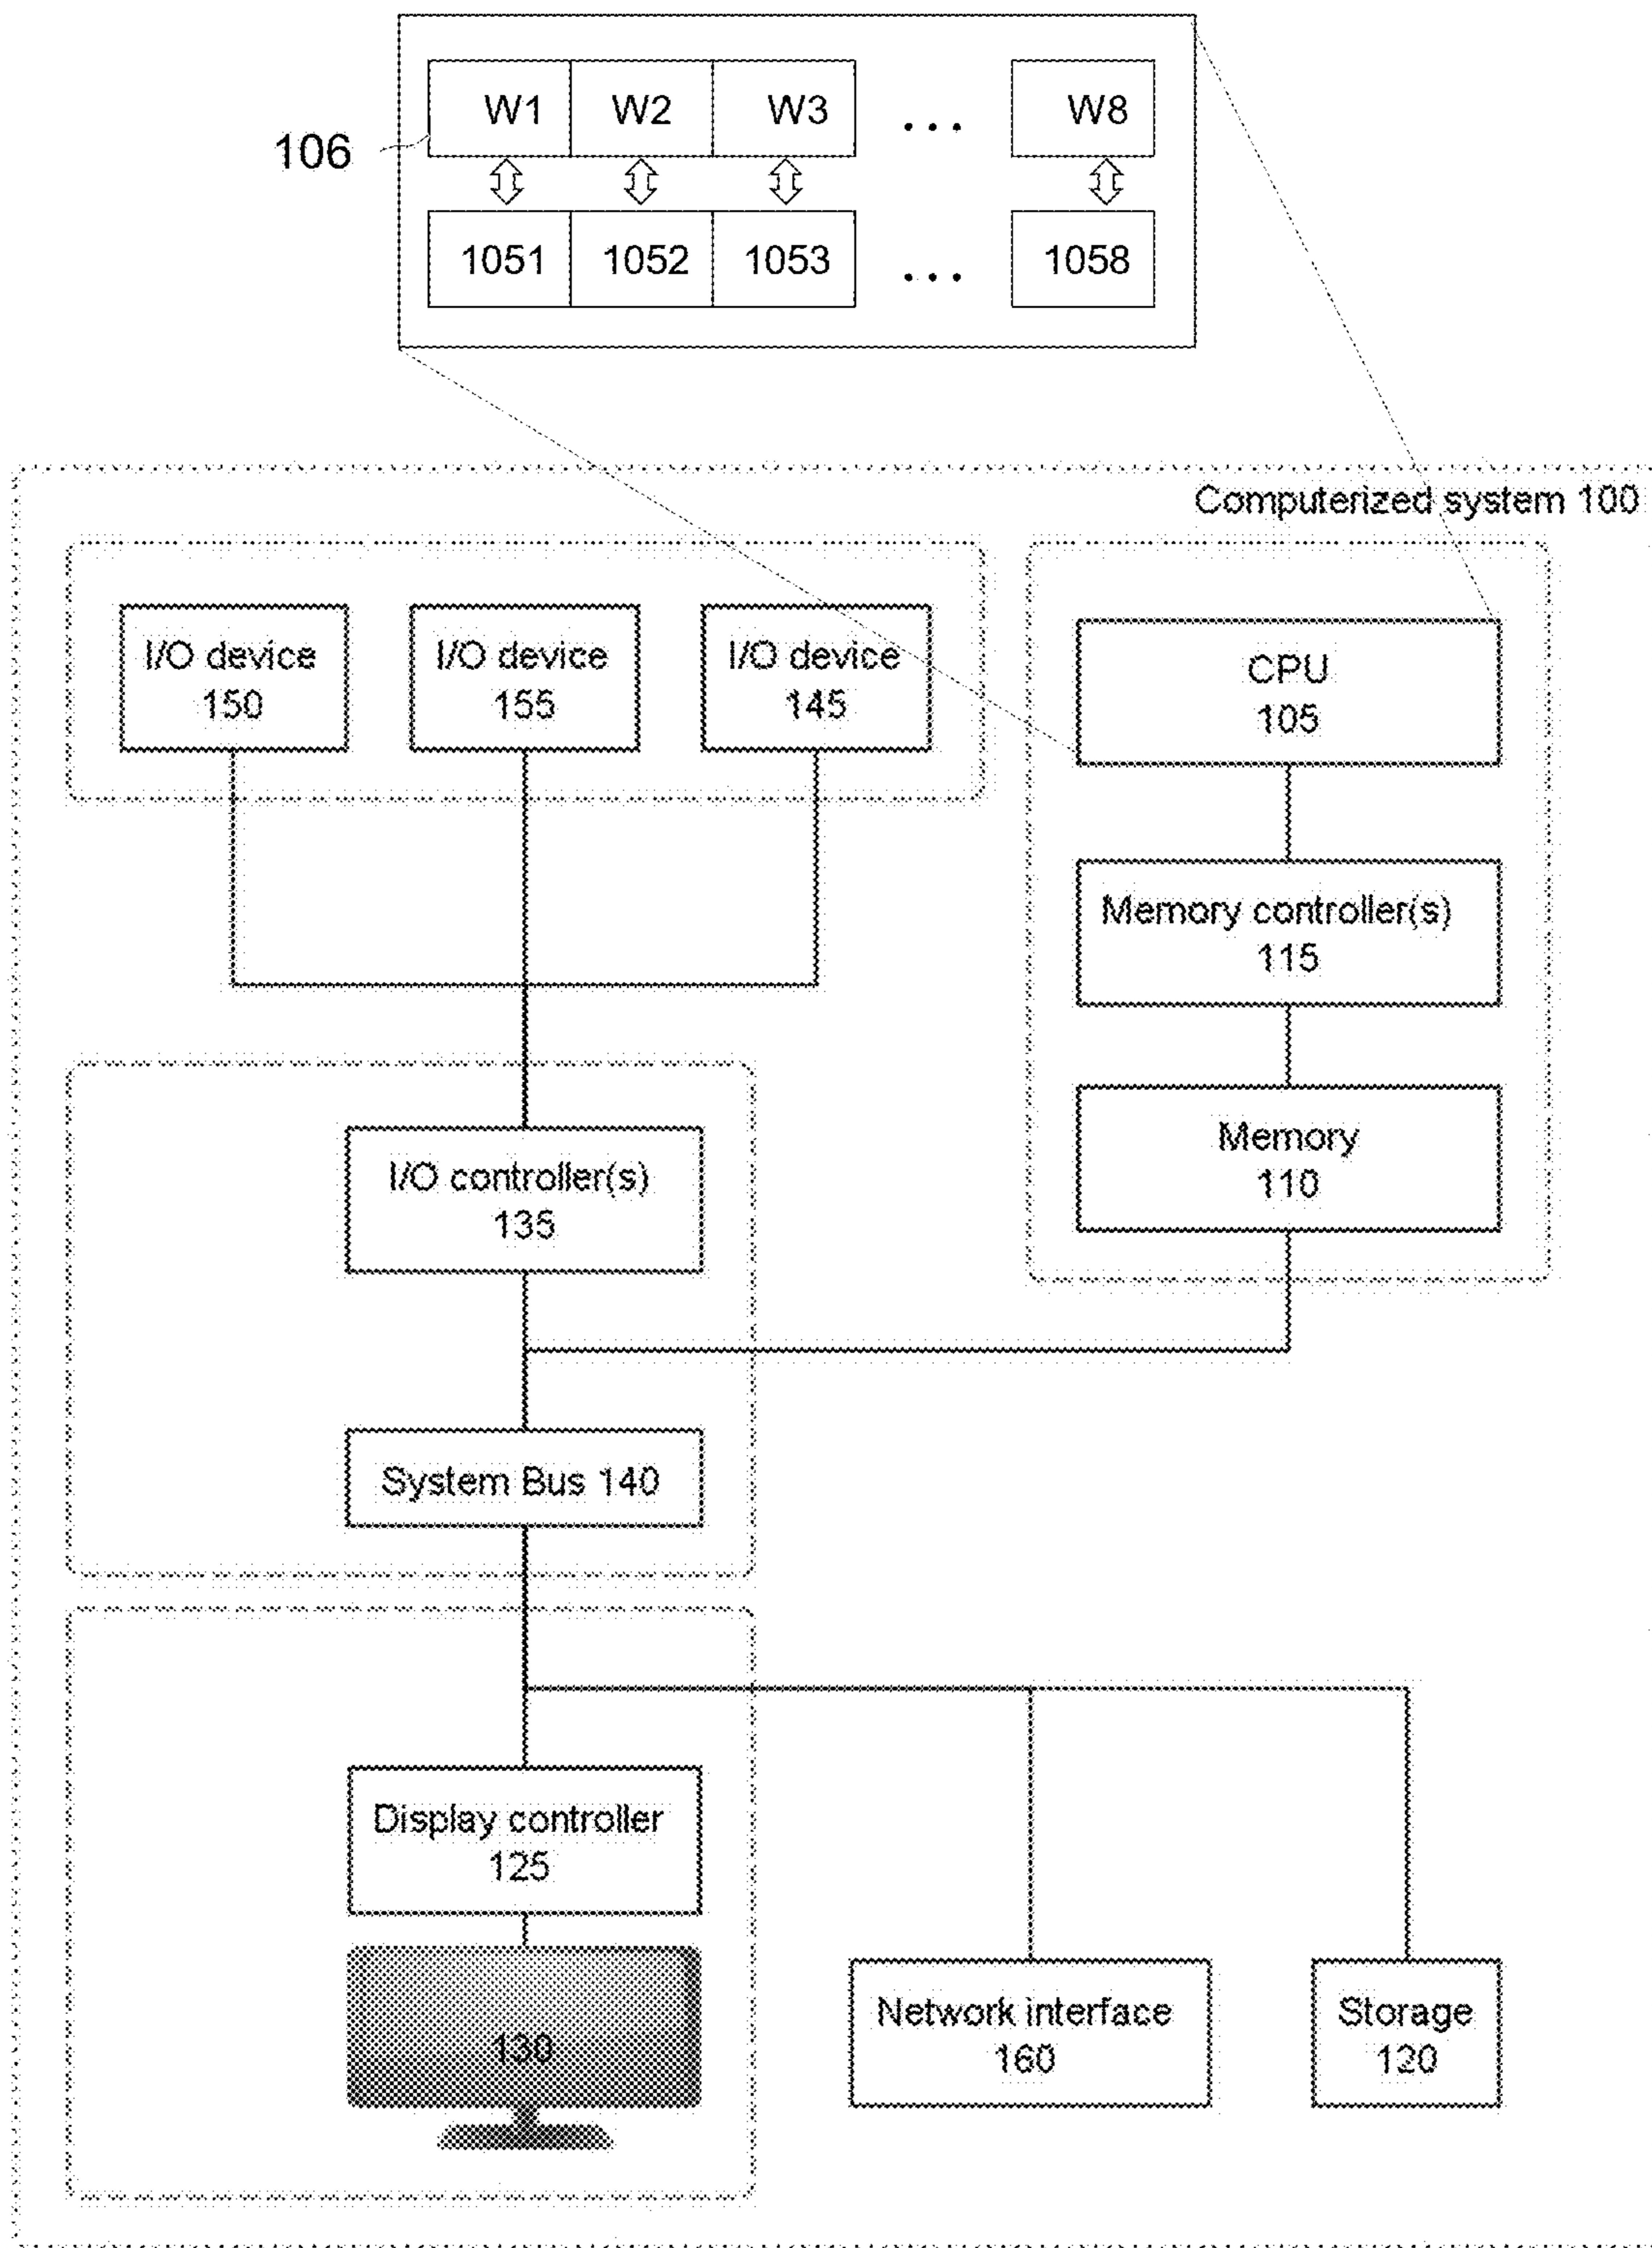 W1 W2 W3 ... W8
106
1051 1052 1053 ... 1058
Computerized system 100
I/O device
150
I/O device
155
I/O device
145
CPU
105
Memory controller(s)
115
Memory
110
I/O controller(s)
135
System Bus 140
Display controller
125
130
Network interface
160
Storage
120